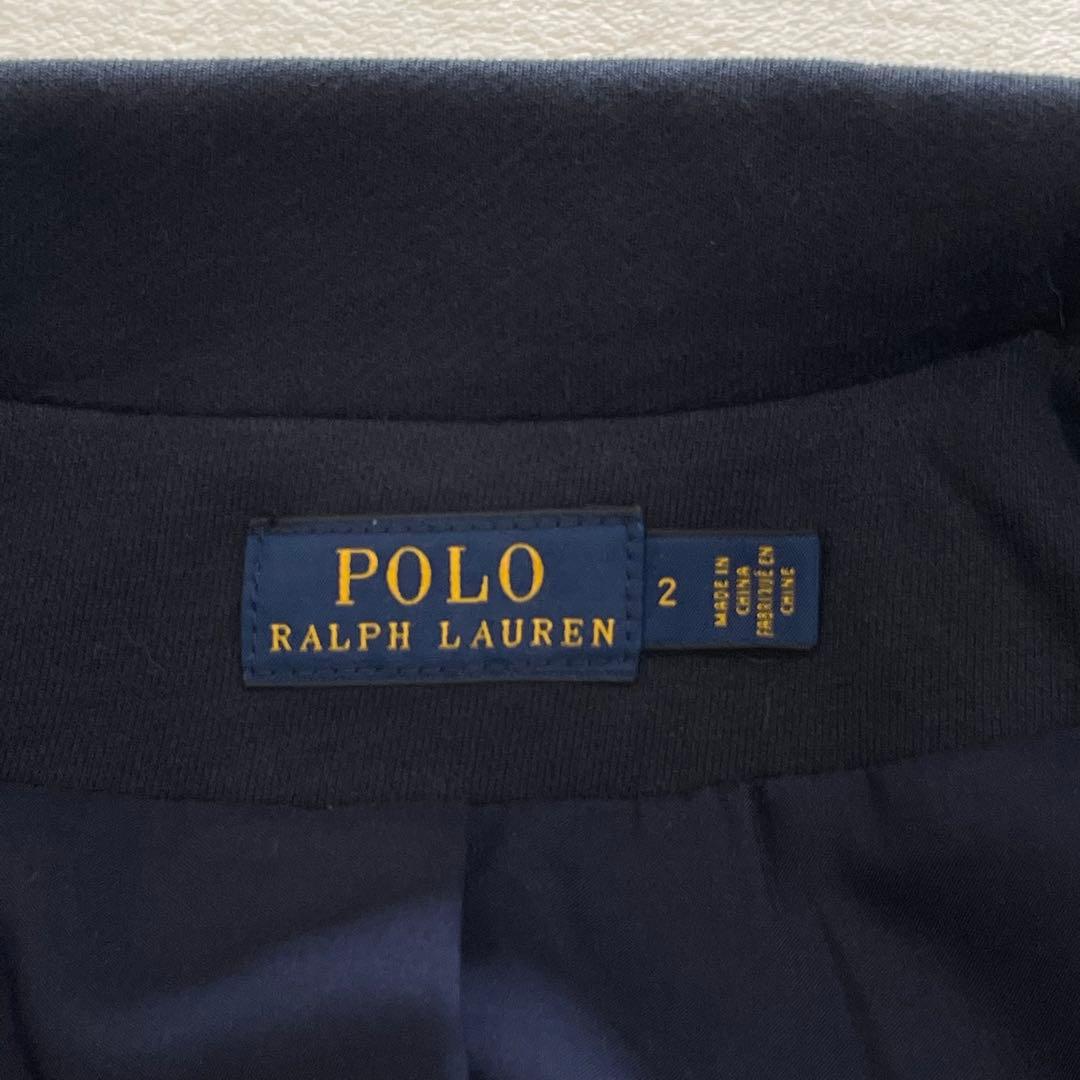 POLO
RALPH LAUREN
2
MADE IN
CHINA
FABRIQUÉ EN
CHINE